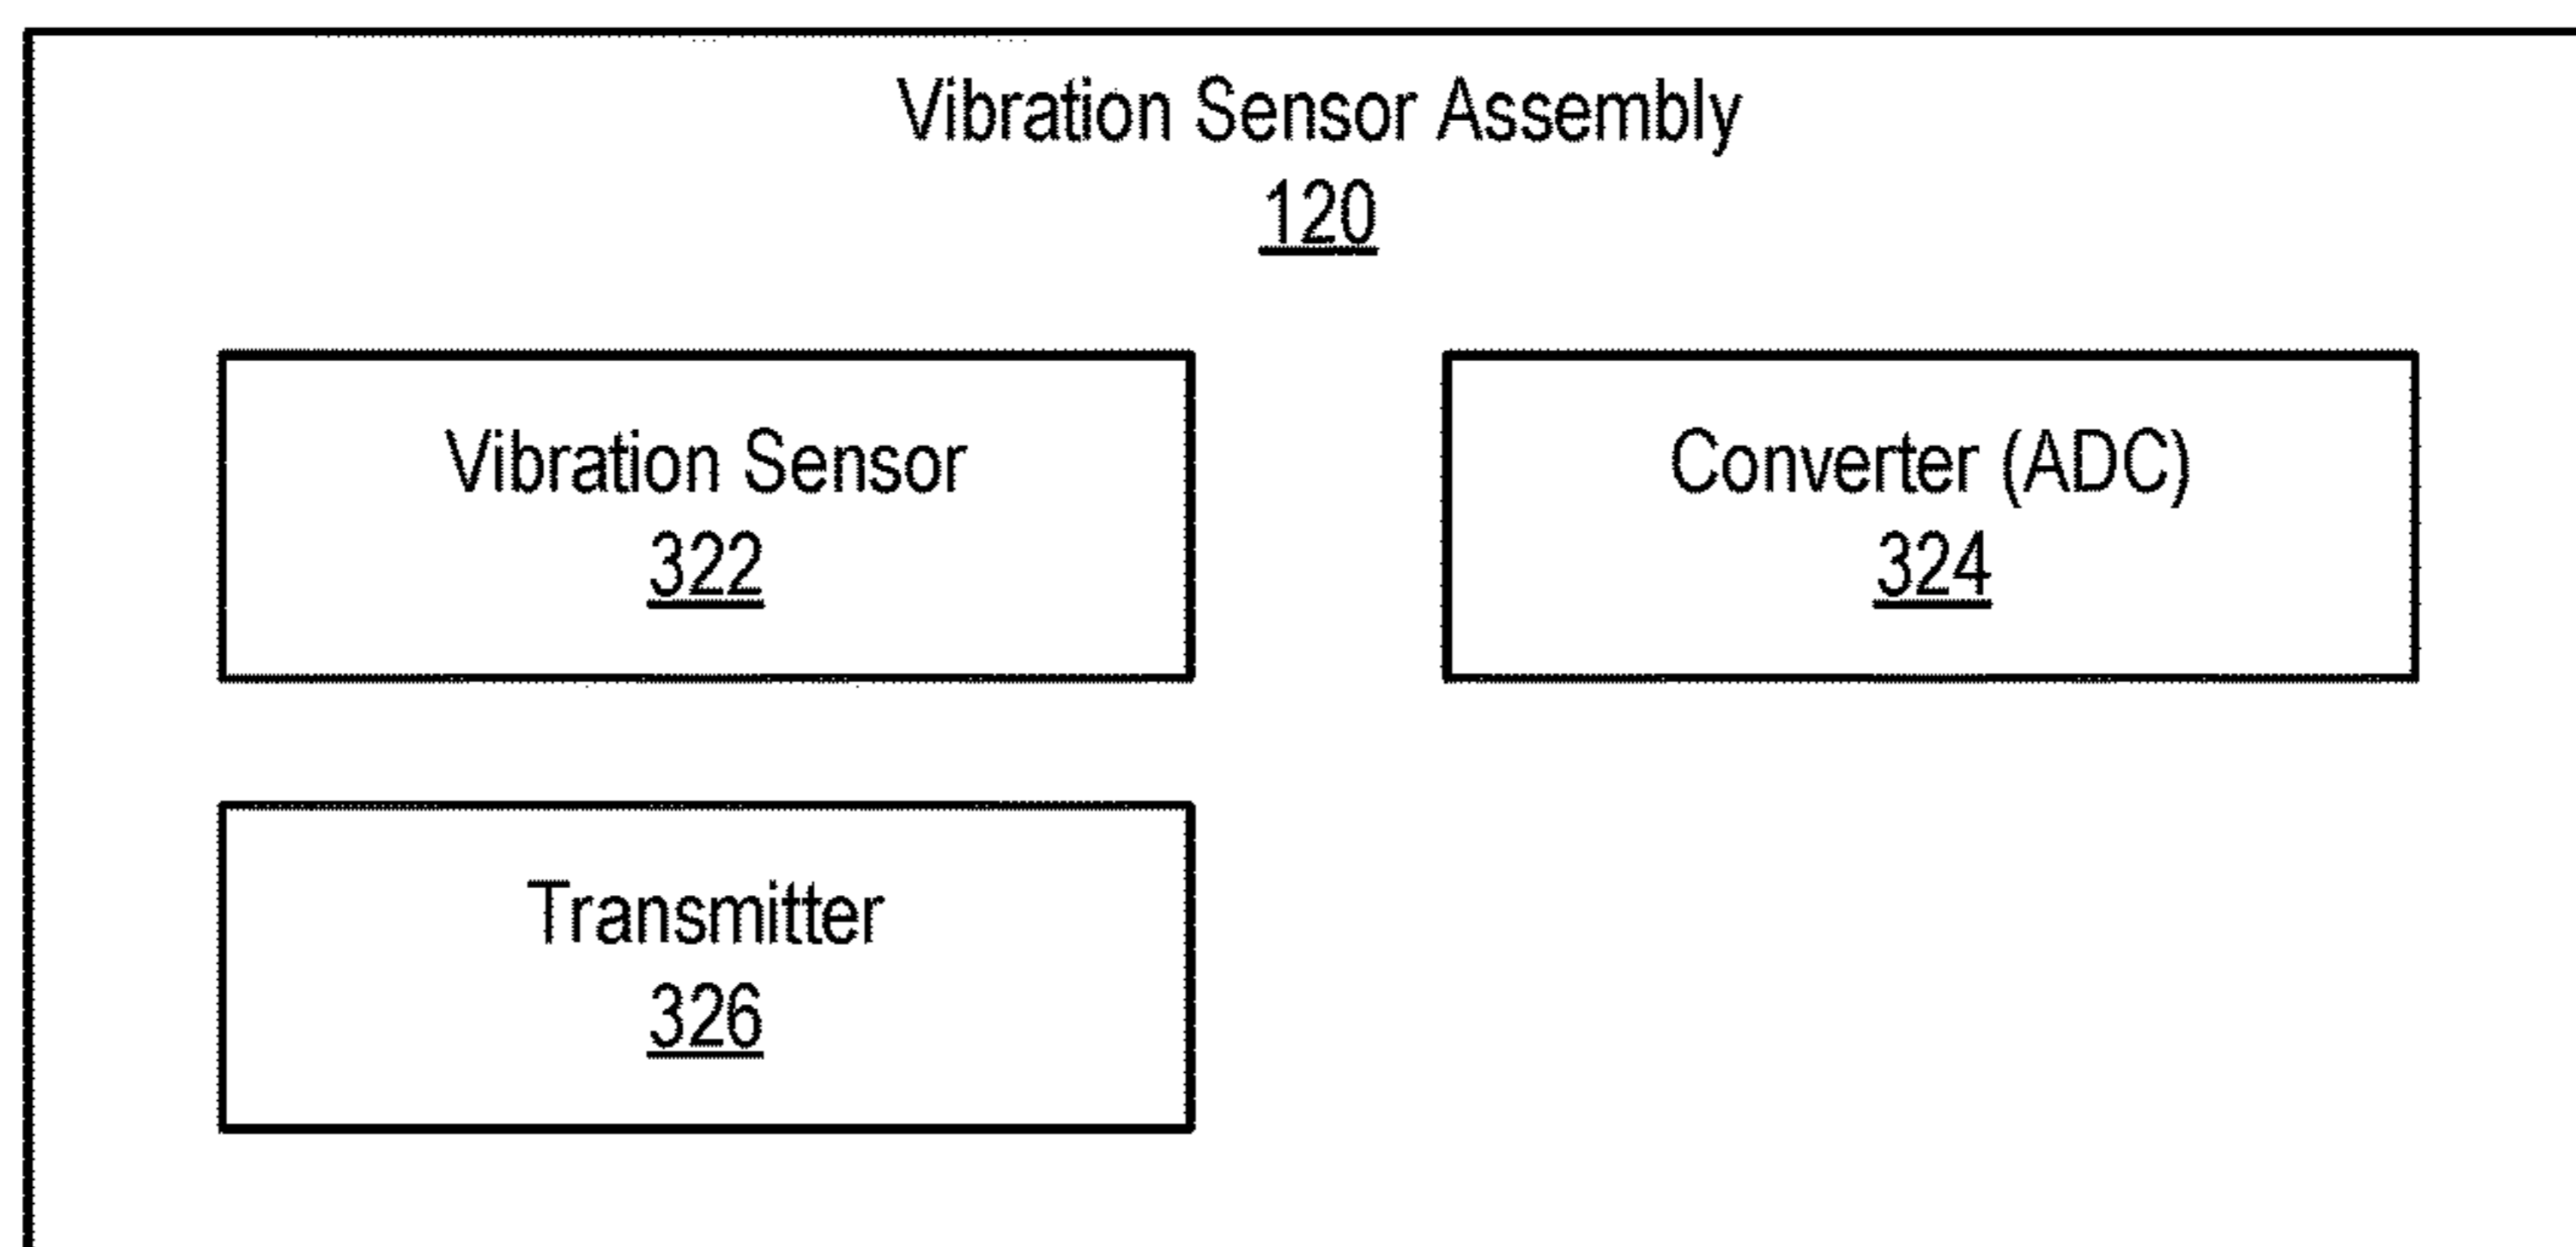 Vibration Sensor Assembly
120
Vibration Sensor
322
Converter (ADC)
324
Transmitter
326